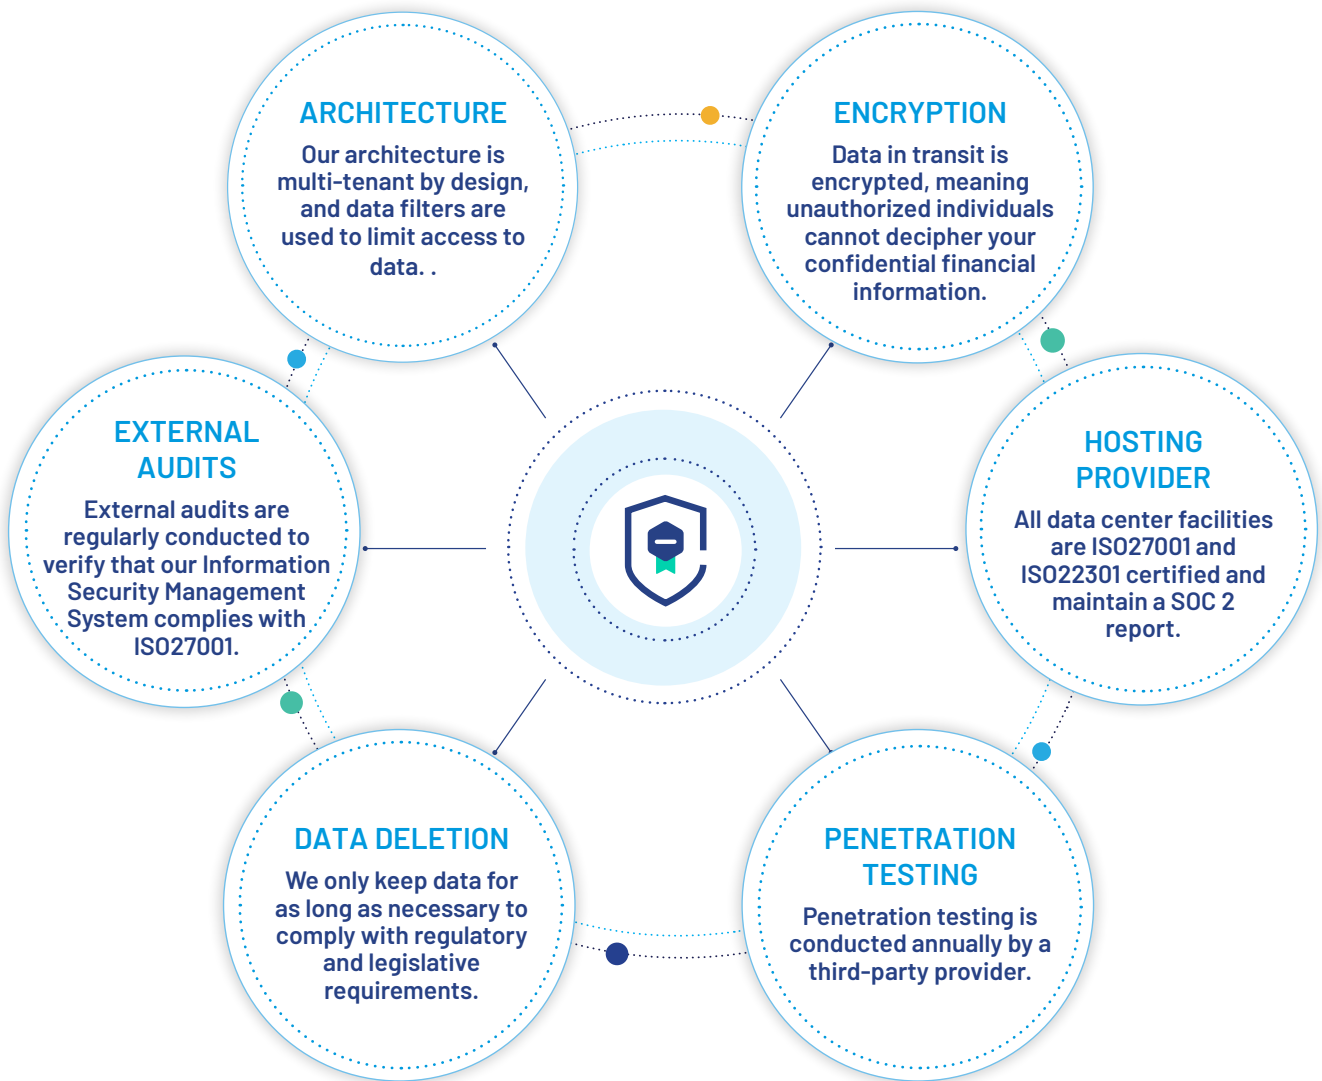 ARCHITECTURE
Our architecture is
multi-tenant by design,
and data filters are
used to limit access to
data. .
ENCRYPTION
Data in transit is
encrypted, meaning
unauthorized individuals
cannot decipher your
confidential financial
information.
EXTERNAL
AUDITS
External audits are
regularly conducted to
verify that our Information
Security Management
System complies with
ISO27001.
HOSTING
PROVIDER
All data center facilities
are ISO27001 and
ISO22301 certified and
maintain a SOC 2
report.
DATA DELETION
We only keep data for
as long as necessary to
comply with regulatory
and legislative
requirements.
PENETRATION
TESTING
Penetration testing is
conducted annually by a
third-party provider.